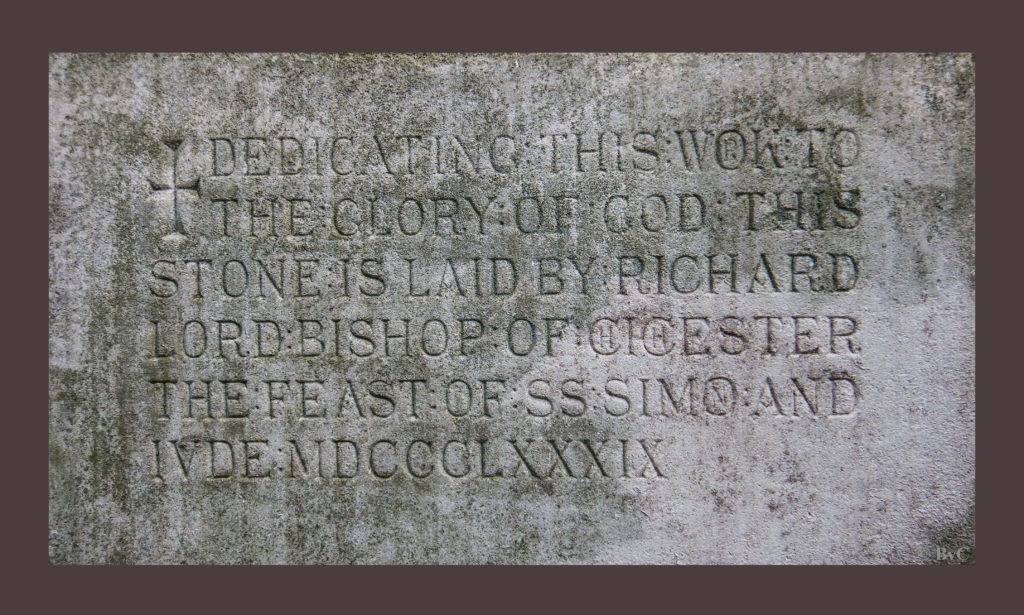 ✝ DEDICATING:THIS:WORK:TO
THE:GLORY:OF:GOD:THIS
STONE:IS LAID BY:RICHARD
LORD:BISHOP:OF:CHICHESTER
THE:FEAST:OF:SS:SIMON:AND
IVDE:MDCCCLXXXIX